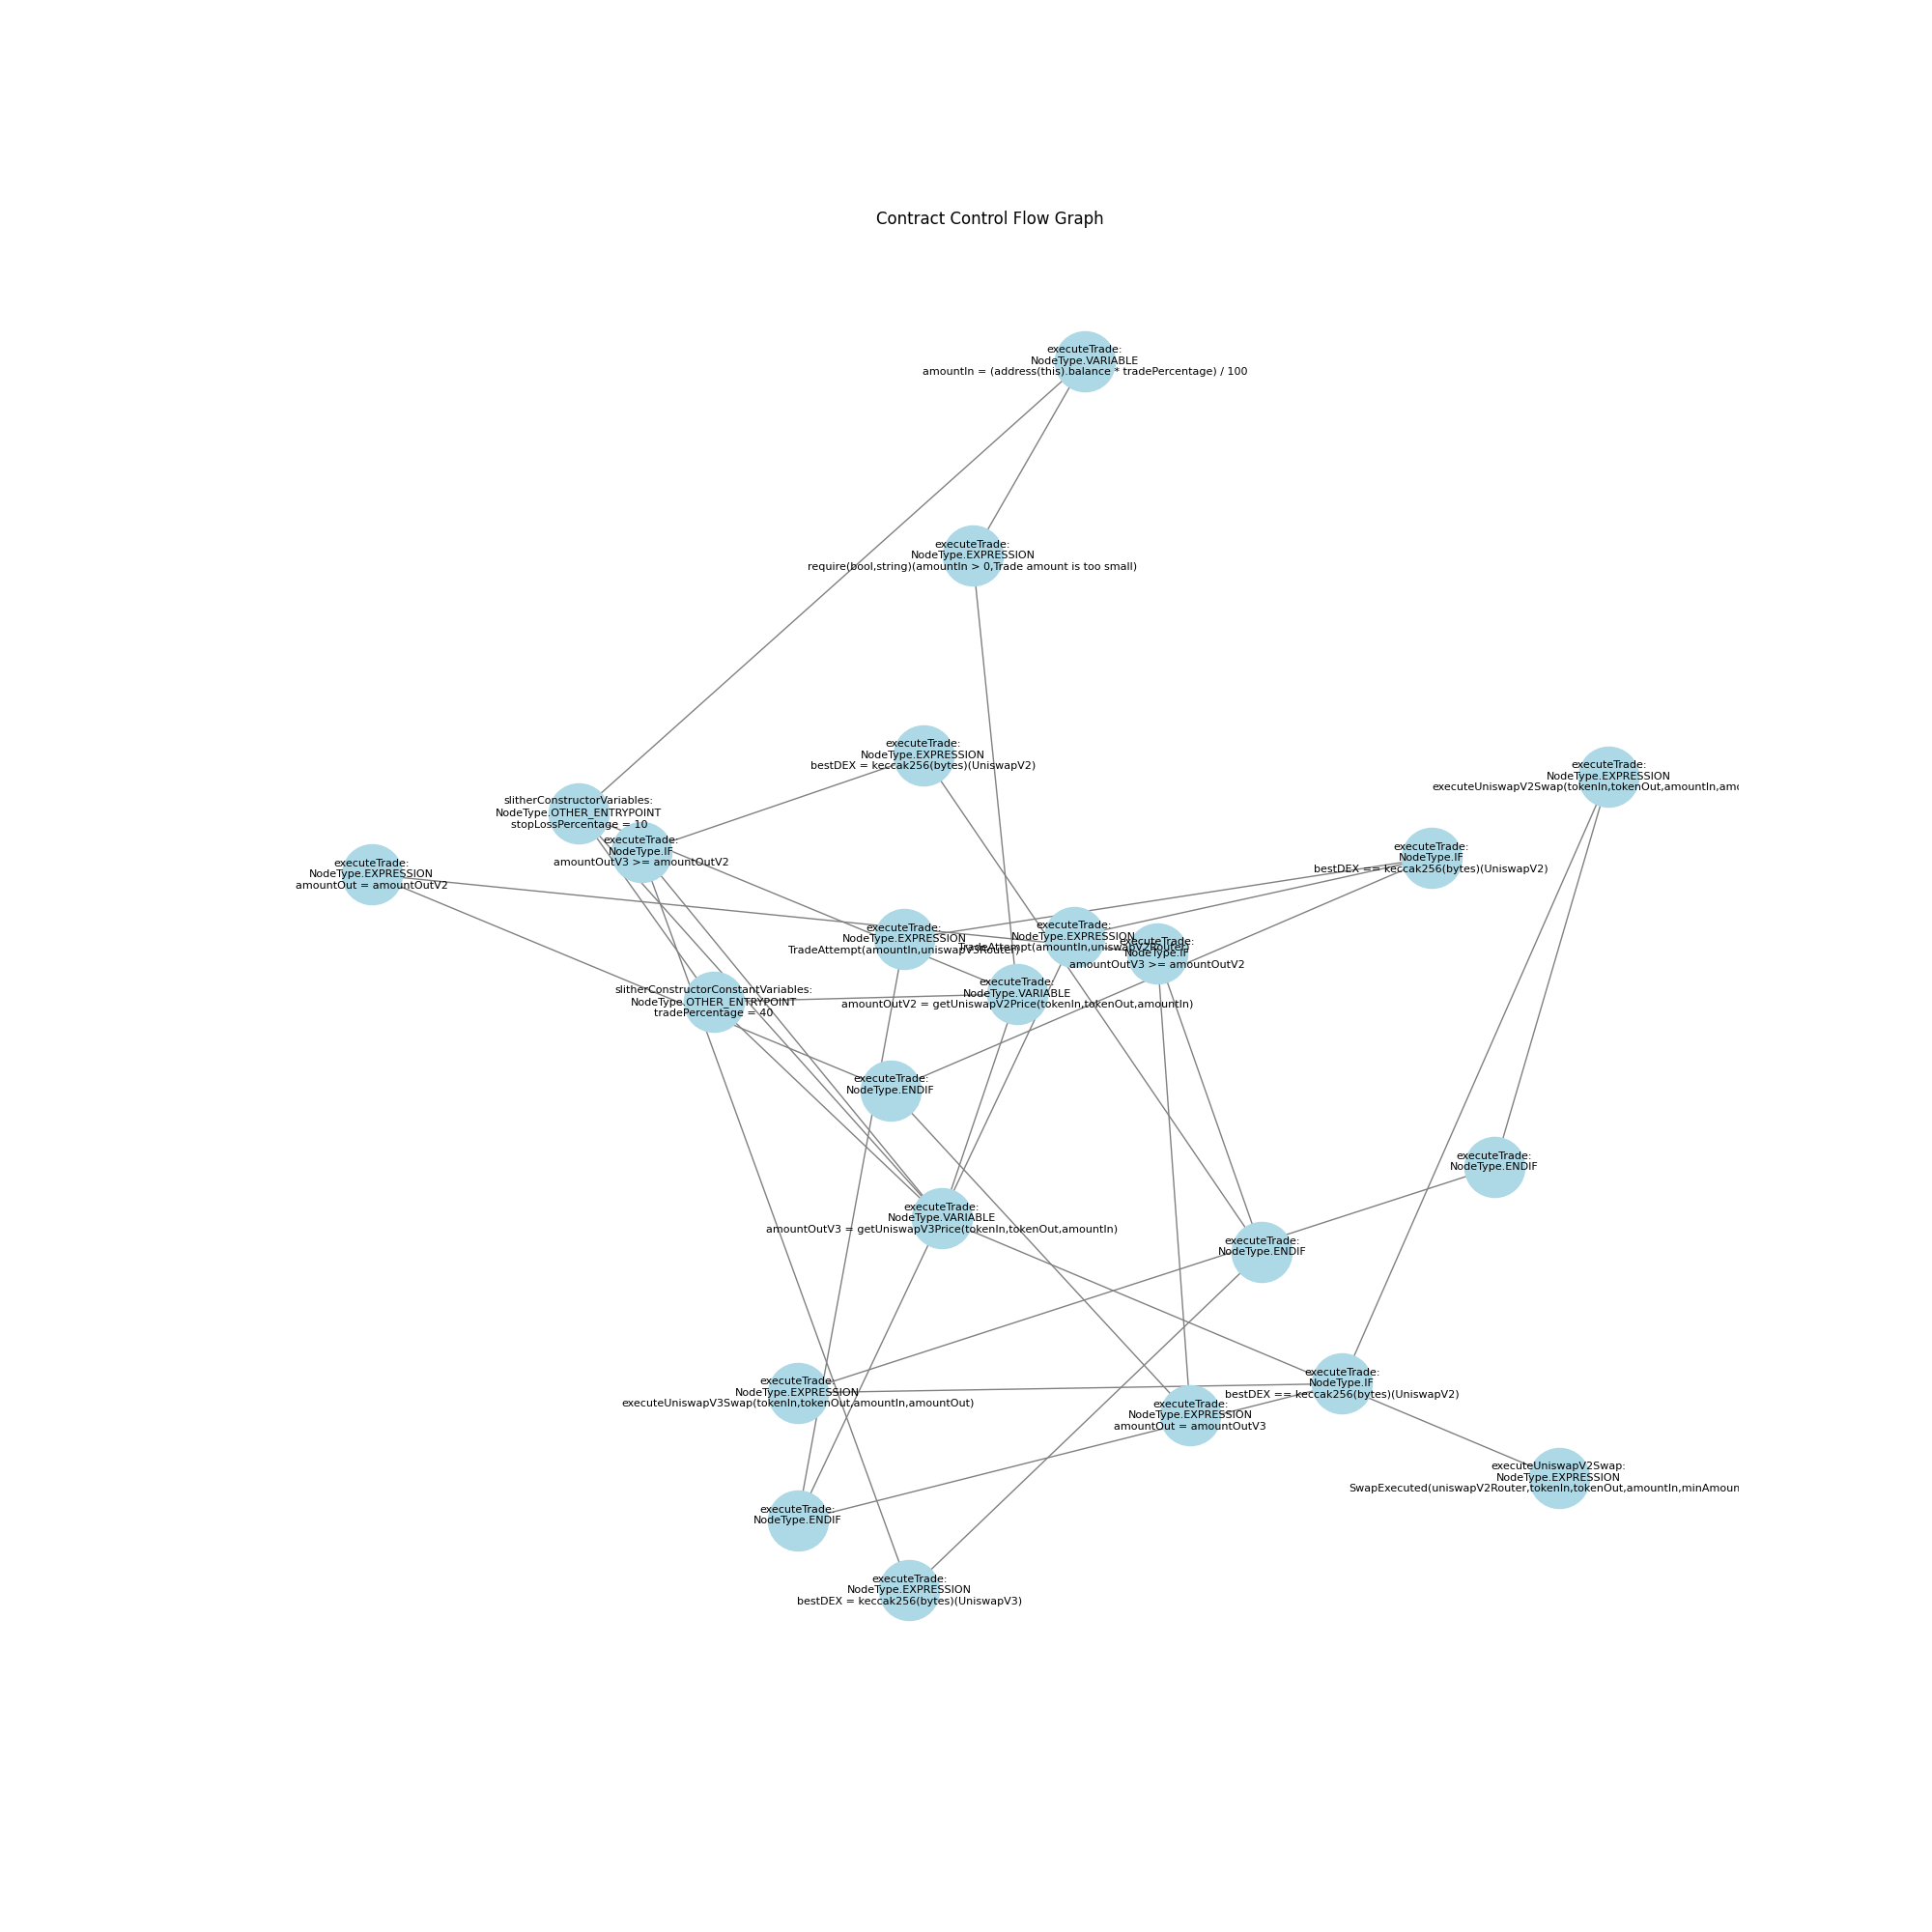 Contract Control Flow Graph
executeTrade:
NodeType.VARIABLE
amountIn = (address(this).balance * tradePercentage) / 100
executeTrade:
NodeType.EXPRESSION
require(bool,string)(amountIn > 0,Trade amount is too small)
executeTrade:
NodeType.EXPRESSION
bestDEX = keccak256(bytes)(UniswapV2)
executeTrade:
NodeType.EXPRESSION
executeUniswapV2Swap(tokenIn,tokenOut,amountIn,amo
slitherConstructorVariables:
NodeType.OTHER_ENTRYPOINT
stopLossPercentage = 10
executeTrade:
NodeType.IF
amountOutV3 >= amountOutV2
executeTrade:
NodeType.IF
bestDEX == keccak256(bytes)(UniswapV2)
executeTrade:
NodeType.EXPRESSION
amountOut = amountOutV2
executeTrade:
NodeType.EXPRESSION
TradeAttempt(amountIn,uniswapV3Router)
executeTrade:
NodeType.EXPRESSION
TradeAttempt(amountIn,uniswapV2Router)
executeTrade:
NodeType.IF
amountOutV3 >= amountOutV2
slitherConstructorConstantVariables:
NodeType.OTHER_ENTRYPOINT
tradePercentage = 40
executeTrade:
NodeType.VARIABLE
amountOutV2 = getUniswapV2Price(tokenIn,tokenOut,amountIn)
executeTrade:
NodeType.ENDIF
executeTrade:
NodeType.ENDIF
executeTrade:
NodeType.VARIABLE
amountOutV3 = getUniswapV3Price(tokenIn,tokenOut,amountIn)
executeTrade:
NodeType.ENDIF
executeTrade:
NodeType.EXPRESSION
executeUniswapV3Swap(tokenIn,tokenOut,amountIn,amountOut)
executeTrade:
NodeType.IF
bestDEX == keccak256(bytes)(UniswapV2)
executeTrade:
NodeType.EXPRESSION
amountOut = amountOutV3
executeUniswapV2Swap:
NodeType.EXPRESSION
SwapExecuted(uniswapV2Router,tokenIn,tokenOut,amountIn,minAmoun
executeTrade:
NodeType.ENDIF
executeTrade:
NodeType.EXPRESSION
bestDEX = keccak256(bytes)(UniswapV3)